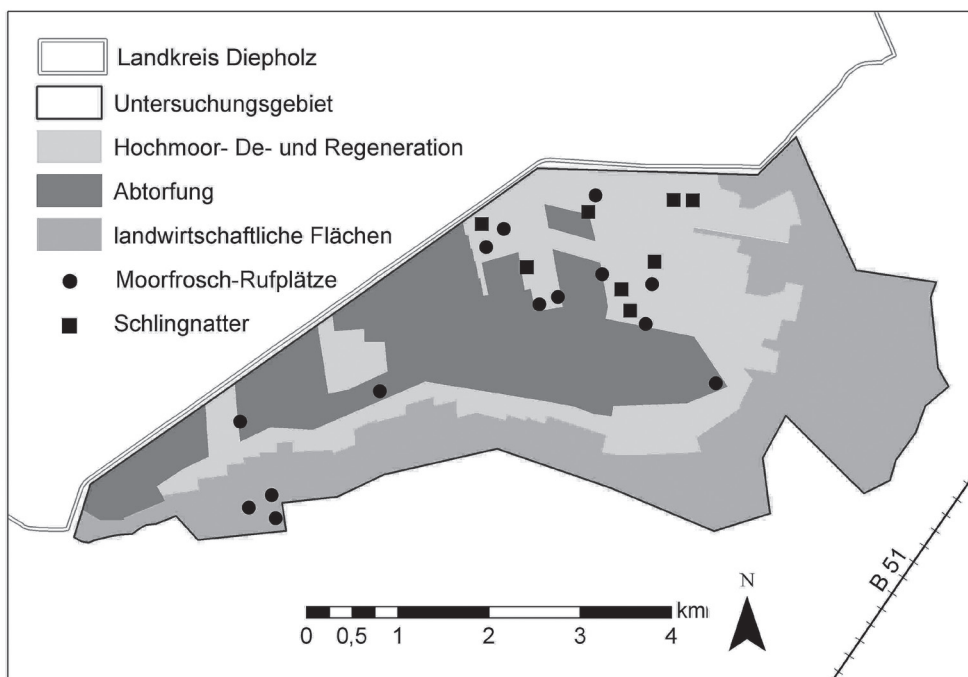 Landkreis Diepholz
Untersuchungsgebiet
Hochmoor- De- und Regeneration
Abtorfung
landwirtschaftliche Flächen
Moorfrosch-Rufplätze
Schlingnatter
B 51
N
km
0 0,5 1 2 3 4